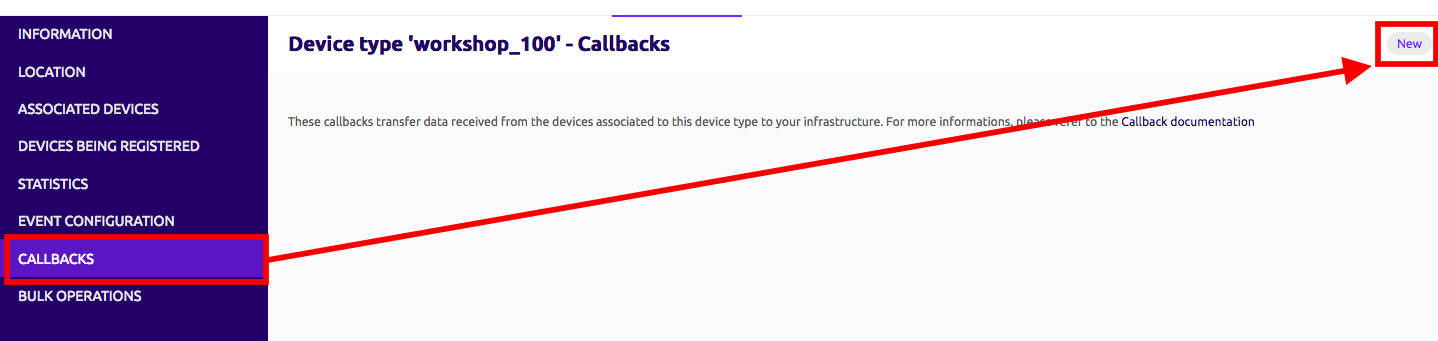 INFORMATION
LOCATION
ASSOCIATED DEVICES
DEVICES BEING REGISTERED
STATISTICS
EVENT CONFIGURATION
CALLBACKS
BULK OPERATIONS
Device type 'workshop_100' - Callbacks
New
These callbacks transfer data received from the devices associated to this device type to your infrastructure. For more informations, please refer to the Callback documentation